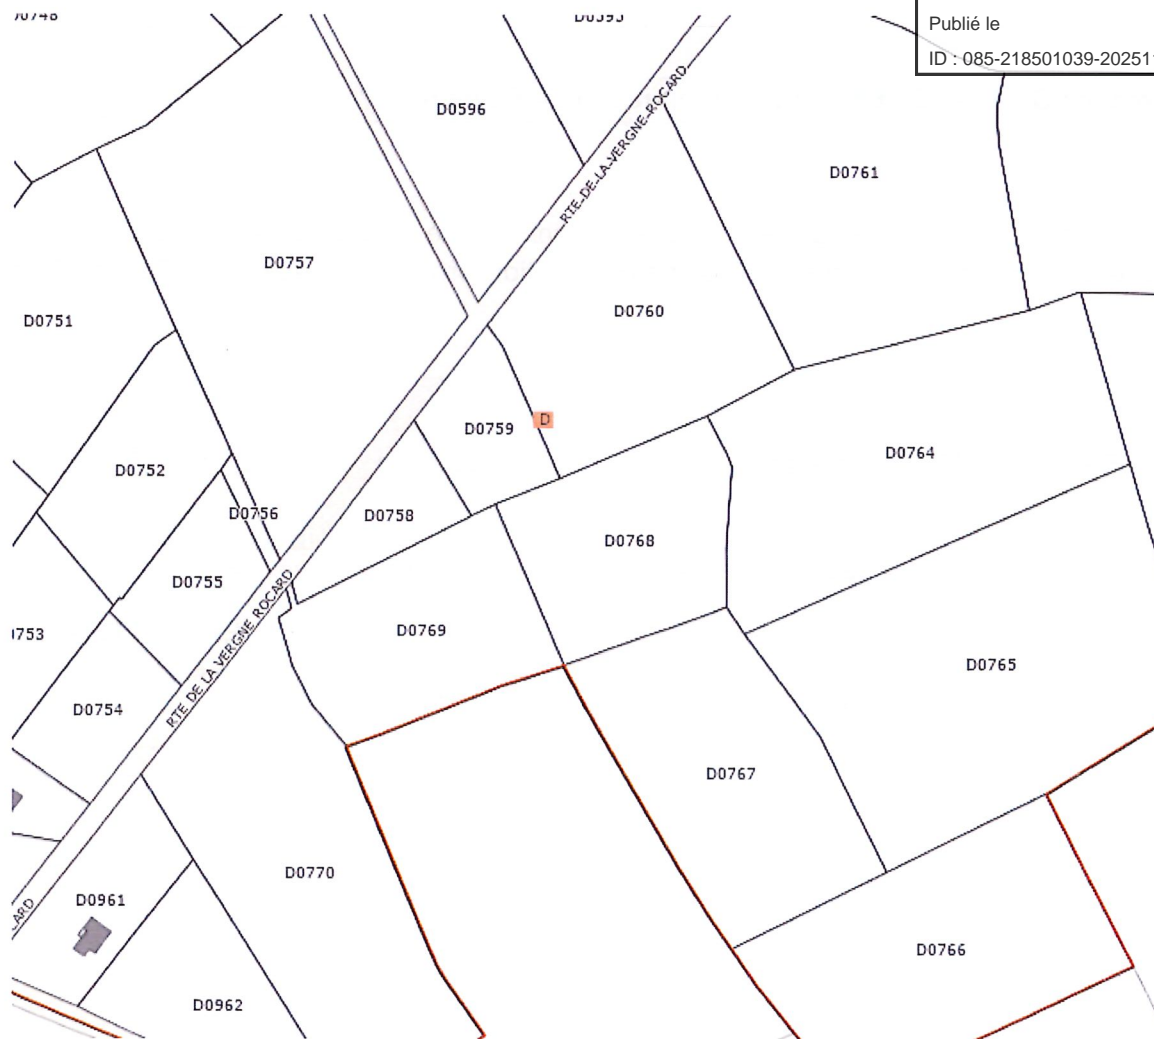 Publié le
ID : 085-218501039-20251
D0596
RTE-DE-LA-VERGNE-ROCARD
D0761
D0757
D0760
D0751
D
D0759
D0764
D0752
D0756
D0758
D0768
D0755
D0769
D0765
RTE DE LA VERGNE ROCARD
D0754
D0767
D0770
D0961
D0766
D0962